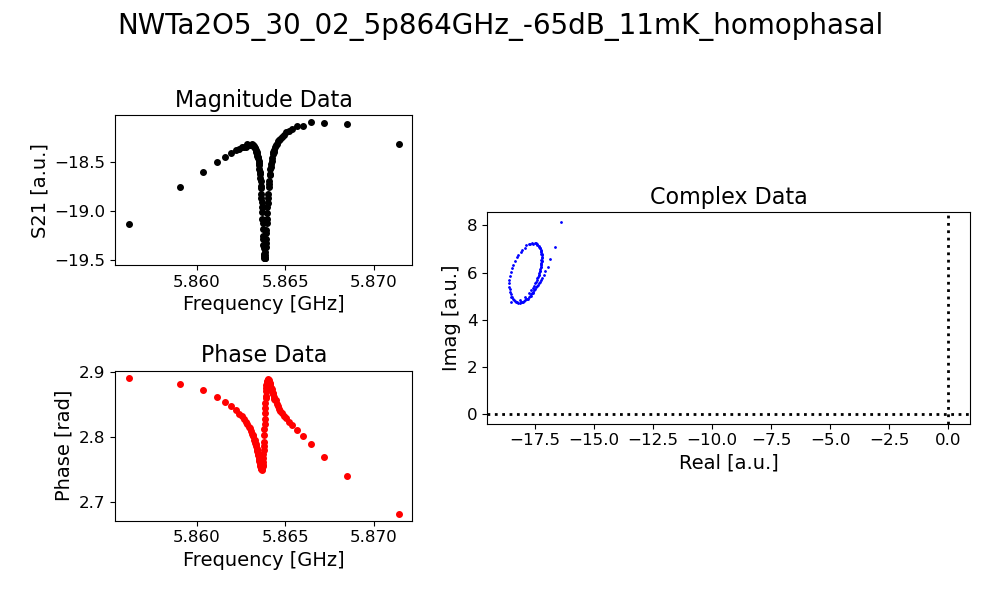 NWTa2O5_30_02_5p864GHz_-65dB_11mK_homophasal
Magnitude Data
S21 [a.u.]
−18.5
−19.0
−19.5
5.860 5.865 5.870
Frequency [GHz]
Phase Data
Phase [rad]
2.9
2.8
2.7
5.860 5.865 5.870
Frequency [GHz]
Complex Data
Imag [a.u.]
8
6
4
2
0
−17.5 −15.0 −12.5 −10.0 −7.5 −5.0 −2.5 0.0
Real [a.u.]